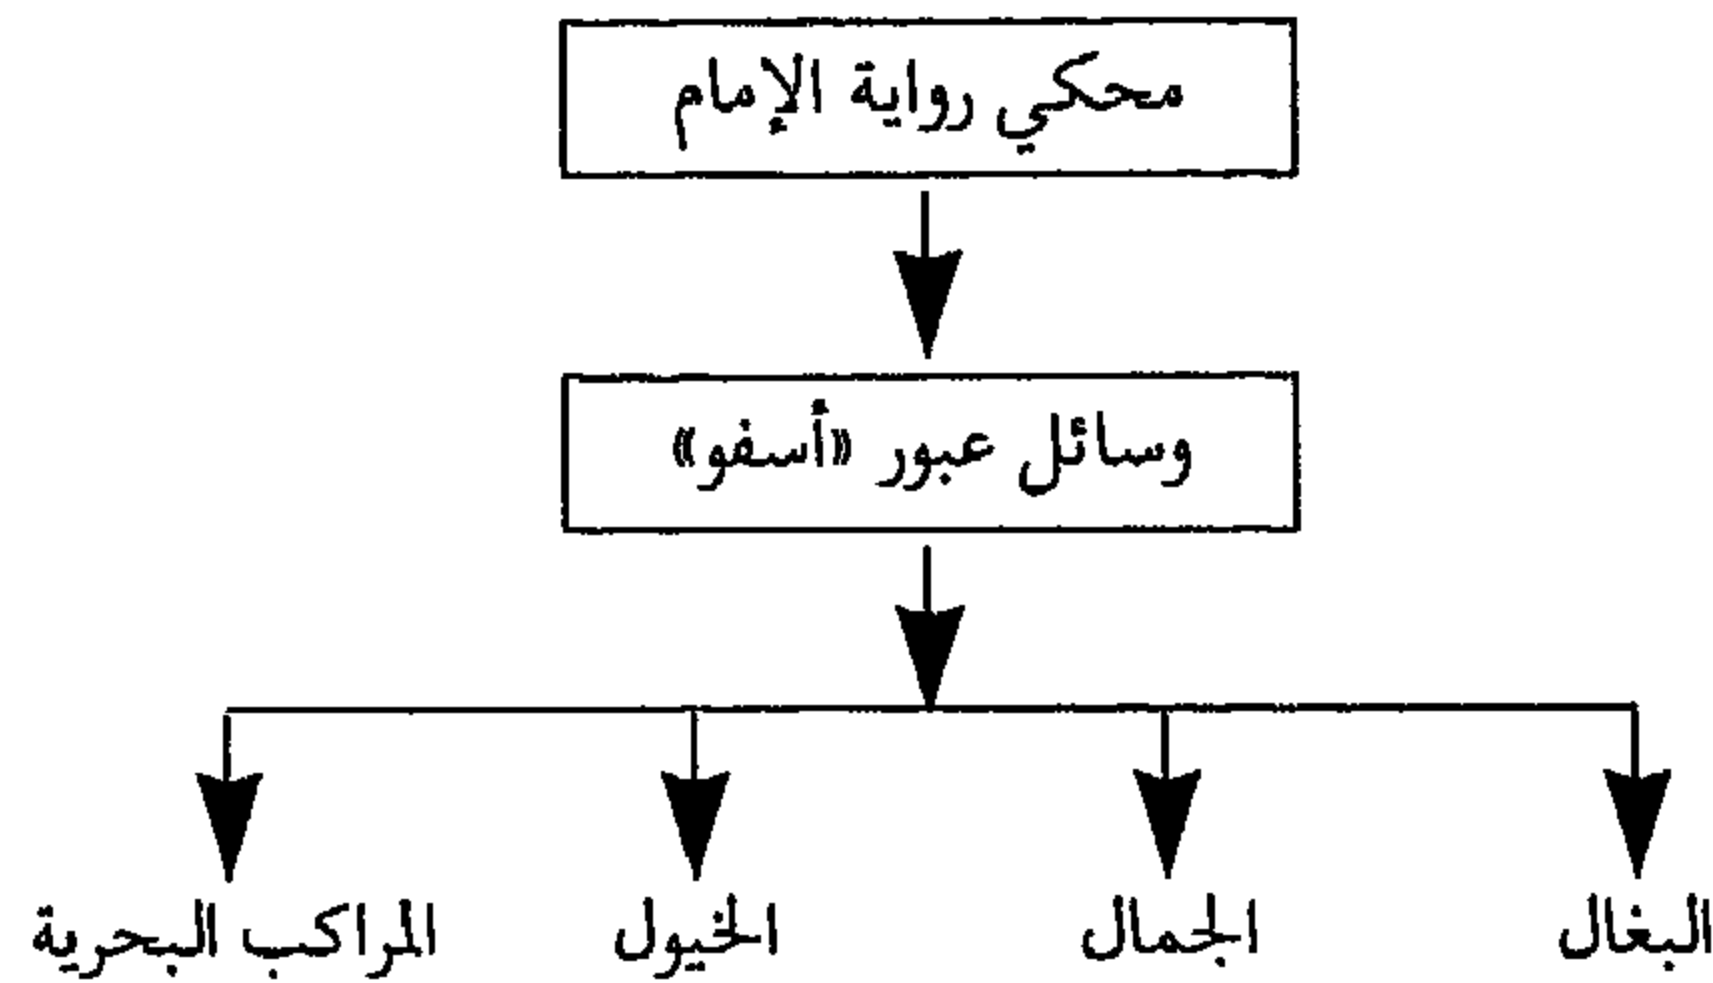 محكي رواية الإمام
وسائل عبور «أسفو»
البغال
الجمال
الخيول
المراكب البحرية